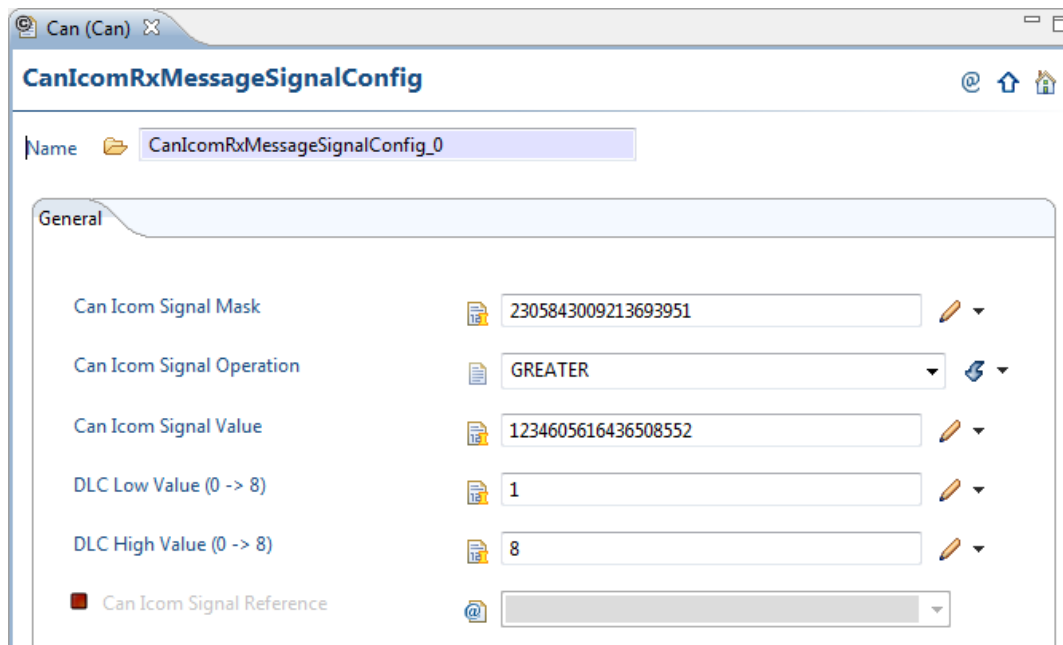 Can (Can)
CanIcomRxMessageSignalConfig
Name CanIcomRxMessageSignalConfig_0
General
Can Icom Signal Mask 2305843009213693951
Can Icom Signal Operation GREATER
Can Icom Signal Value 1234605616436508552
DLC Low Value (0 -> 8) 1
DLC High Value (0 -> 8) 8
Can Icom Signal Reference